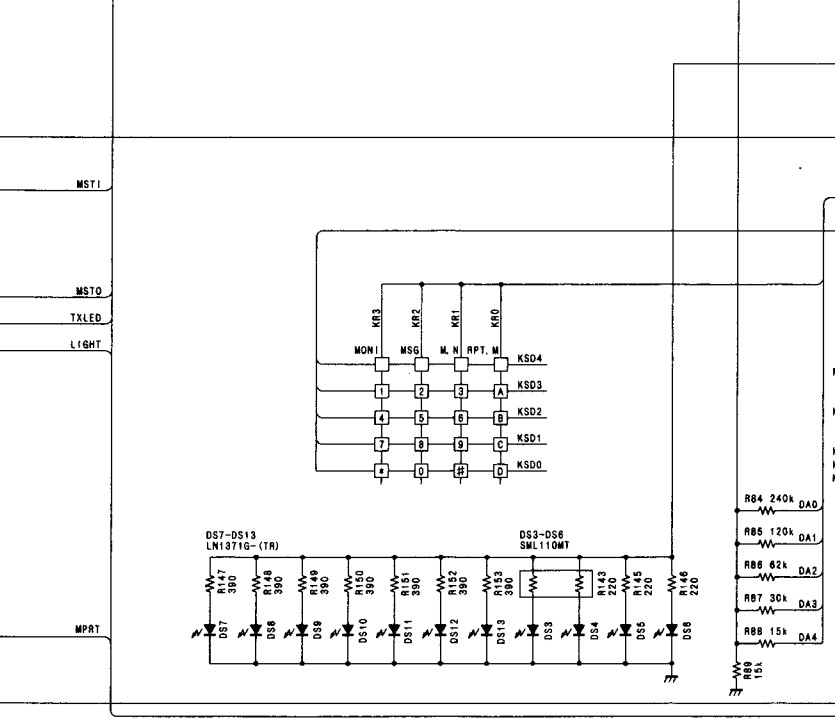 MSTI
MSTO
TXLED
LIGHT
MPRT
KR3
KR2
KR1
KR0
MONI MSG M.N RPT.M KSD4
1 2 3 A KSD3
4 5 6 B KSD2
7 8 9 C KSD1
* 0 # D KSD0
DS7-DS13
LN1371G-(TR)
DS3-DS6
SML110MT
R147
390
R148
390
R149
390
R150
390
R151
390
R152
390
R153
390
R143
220
R145
220
R146
220
DS7
DS8
DS9
DS10
DS11
DS12
DS13
DS3
DS4
DS5
DS6
R84 240k DA0
R85 120k DA1
R86 62k DA2
R87 30k DA3
R88 15k DA4
R89
15k